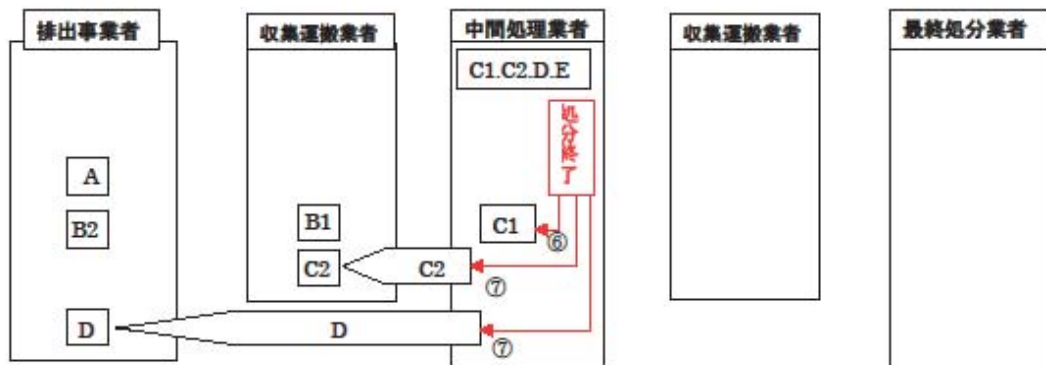 排出事業者
収集運搬業者
中間処理業者
収集運搬業者
最終処分業者
C1.C2.D.E
処分終了
A
B2
B1
C1
⑥
C2
C2
⑦
D
D
⑦